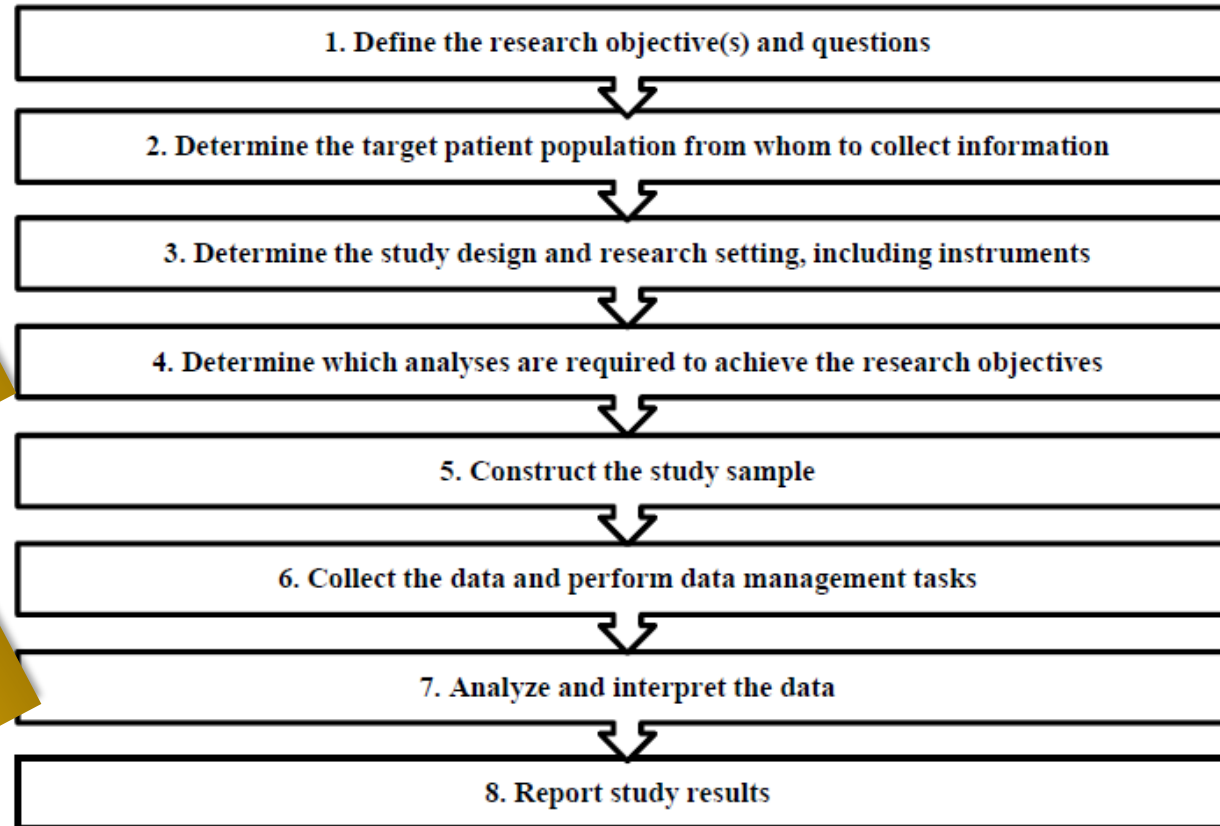 1. Define the research objective(s) and questions
2. Determine the target patient population from whom to collect information
3. Determine the study design and research setting, including instruments
4. Determine which analyses are required to achieve the research objectives
5. Construct the study sample
6. Collect the data and perform data management tasks
7. Analyze and interpret the data
8. Report study results